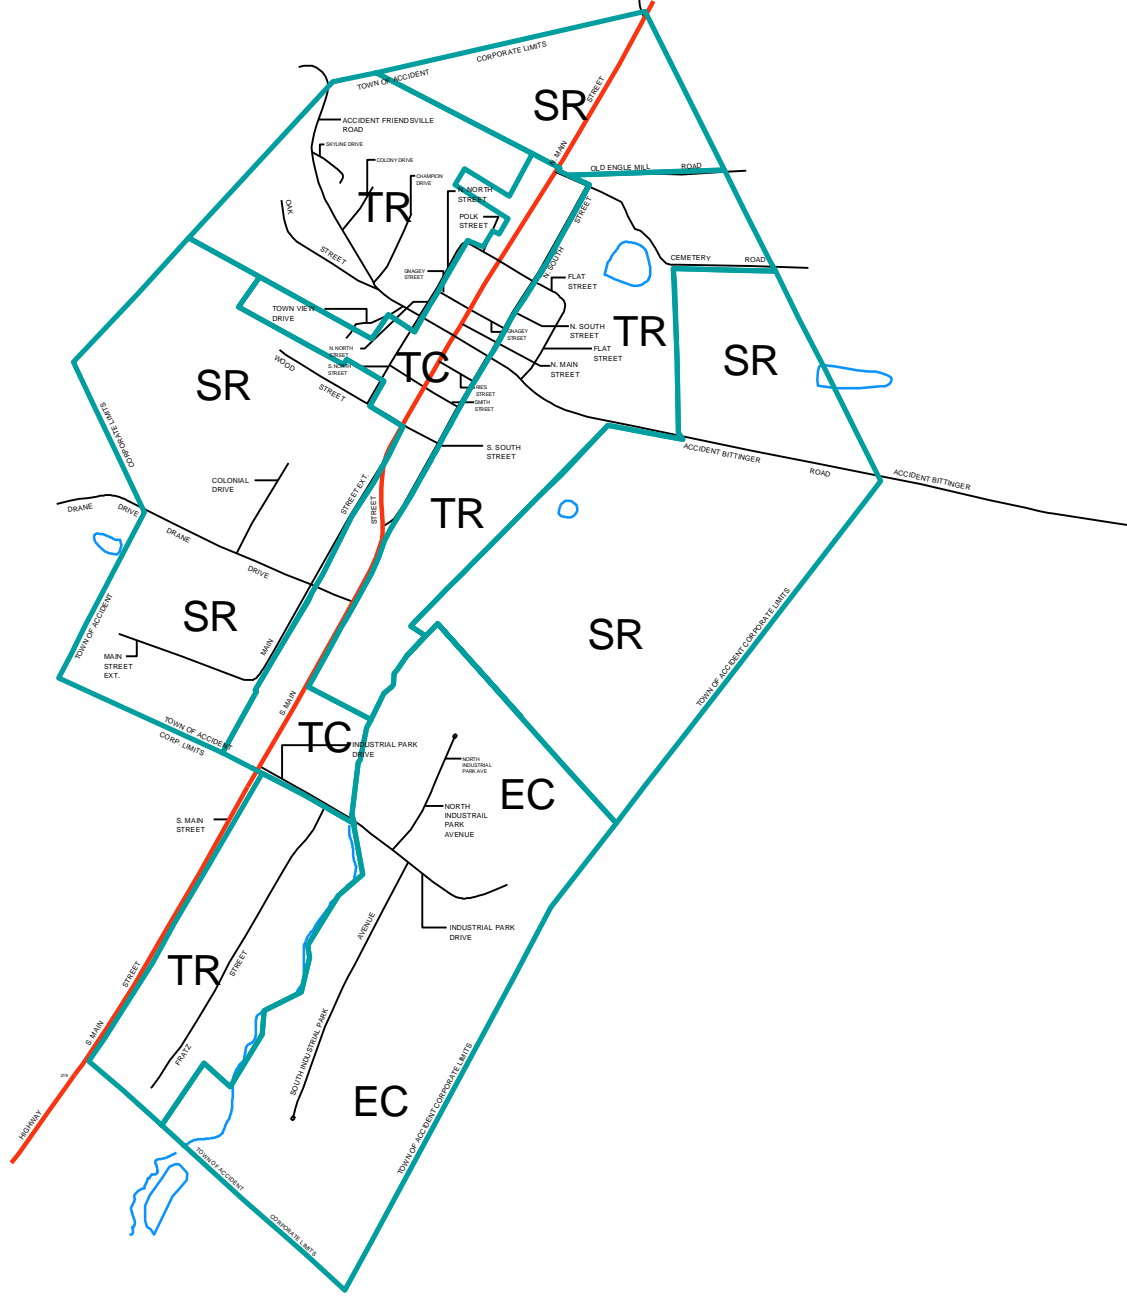 CORPORATE LIMITS
TOWN OF ACCIDENT
SR
STREET
N. MAIN
ACCIDENT FRIENDSVILLE
ROAD
SKYLINE DRIVE
COLONY DRIVE
CHAMPION
DRIVE
OLD ENGLE MILL ROAD
TR
N. NORTH
STREET
OAK
STREET
POLK
STREET
STREET
N. SOUTH
CEMETERY ROAD
GNAGEY
STREET
FLAT
STREET
TOWN VIEW
DRIVE
GNAGEY
STREET
N. SOUTH
STREET
TR
N. NORTH
STREET
FLAT
STREET
SR
S. NORTH
STREET
TC
N. MAIN
STREET
WOOD
STREET
SR
RIES
STREET
SMITH
STREET
CORPORATE LIMITS
S. SOUTH
STREET
ACCIDENT BITTINGER
ROAD
ACCIDENT BITTINGER
COLONIAL
DRIVE
STREET EXT.
STREET
DRANE
DRIVE
TR
DRANE
DRIVE
SR
SR
TOWN OF ACCIDENT
MAIN
MAIN
STREET
EXT.
TOWN OF ACCIDENT CORPORATE LIMITS
S. MAIN
TOWN OF ACCIDENT
CORP. LIMITS
TC
INDUSTRIAL PARK
DRIVE
NORTH
INDUSTRIAL
PARK AVE
EC
NORTH
INDUSTRAIL
PARK
AVENUE
S. MAIN
STREET
AVENUE
INDUSTRIAL PARK
DRIVE
TR
STREET
STREET
S. MAIN
FRATZ
SOUTH INDUSTRIAL PARK
219
HIGHWAY
EC
TOWN OF ACCIDENT CORPORATE LIMITS
TOWN OF ACCIDENT
CORPORATE LIMITS